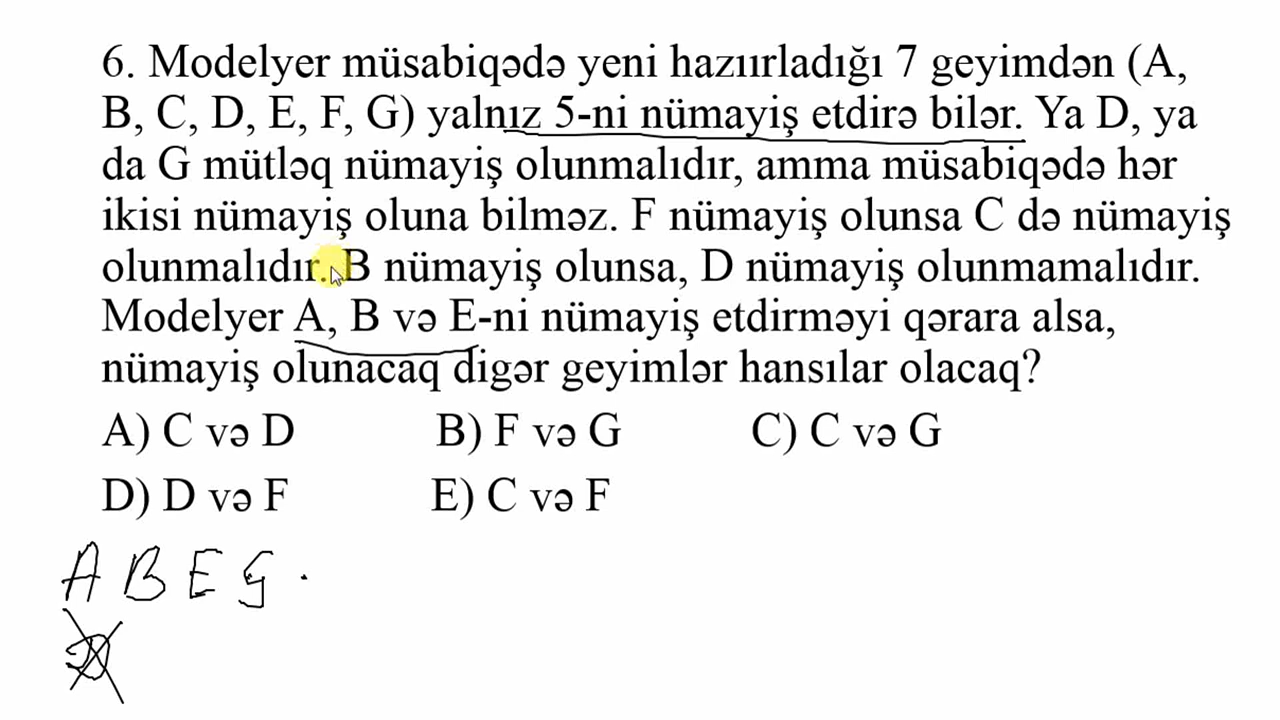 6. Modelyer müsabiqədə yeni hazıırladığı 7 geyimdən (A,
B, C, D, E, F, G) yalnız 5-ni nümayiş etdirə bilər. Ya D, ya
da G mütləq nümayiş olunmalıdır, amma müsabiqədə hər
ikisi nümayiş oluna bilməz. F nümayiş olunsa C də nümayiş
olunmalıdır. B nümayiş olunsa, D nümayiş olunmamalıdır.
Modelyer A, B və E-ni nümayiş etdirməyi qərara alsa,
nümayiş olunacaq digər geyimlər hansılar olacaq?
A) C və D B) F və G C) C və G
D) D və F E) C və F
A B E G .
D